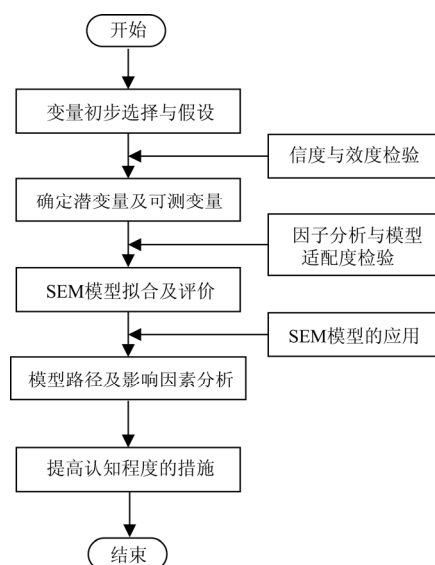 开始
变量初步选择与假设
信度与效度检验
确定潜变量及可测变量
因子分析与模型
适配度检验
SEM模型拟合及评价
SEM模型的应用
模型路径及影响因素分析
提高认知程度的措施
结束